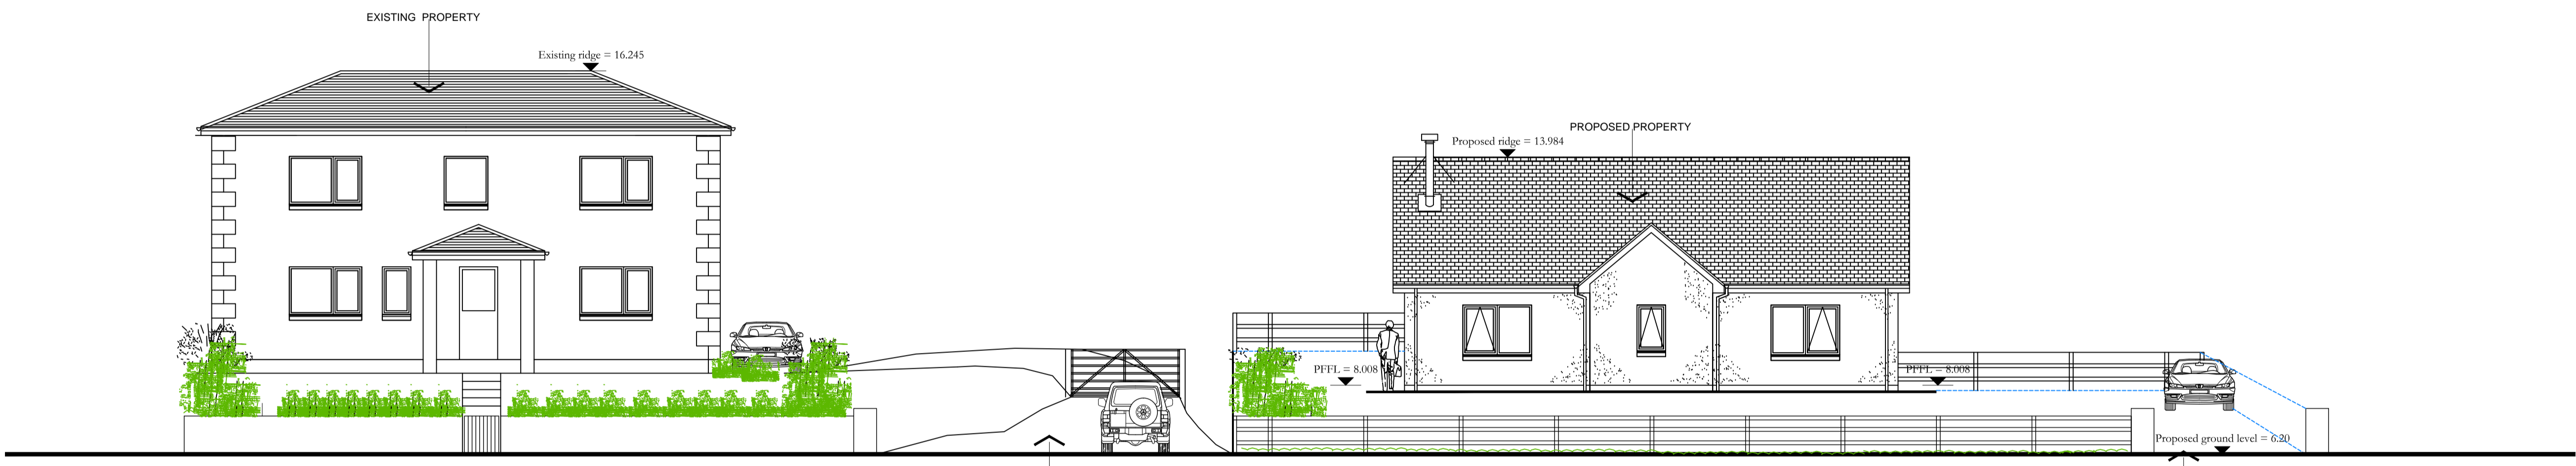 EXISTING PROPERTY
Existing ridge = 16.245
PROPOSED PROPERTY
Proposed ridge = 13.984
PFFL = 8.008
PFFL = 8.008
Proposed ground level = 6.20